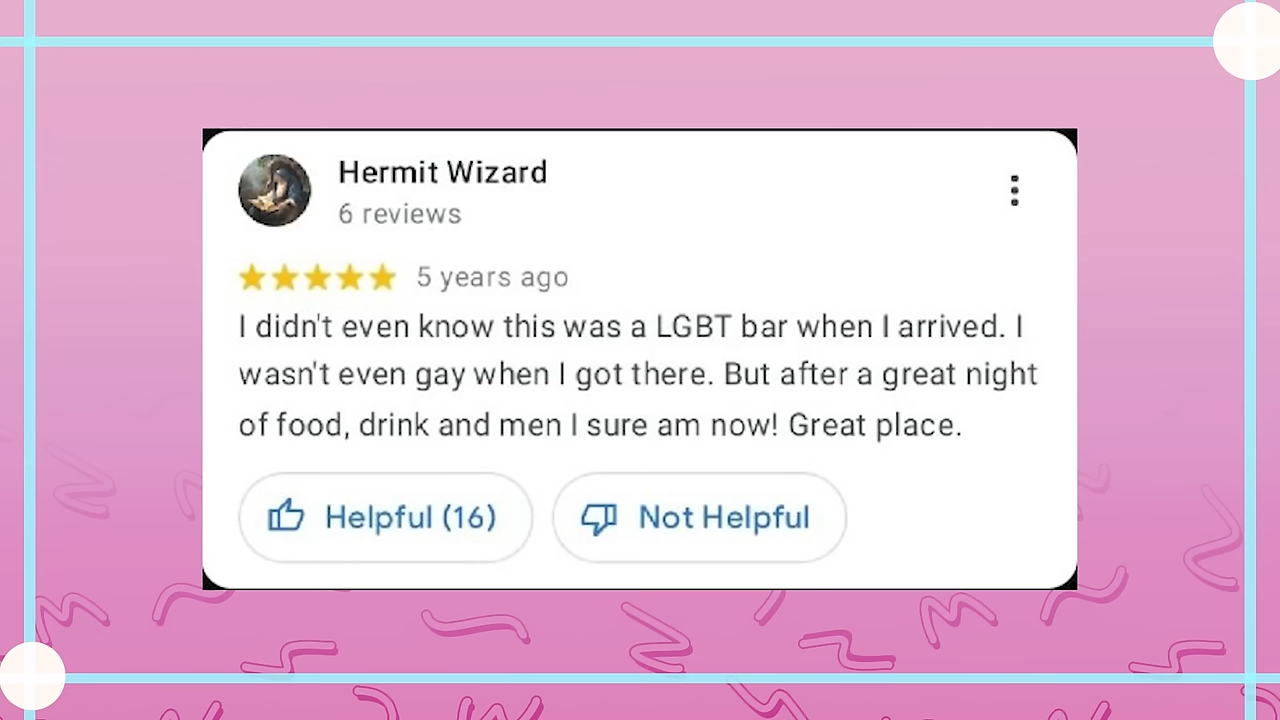 Hermit Wizard
6 reviews
5 years ago
I didn't even know this was a LGBT bar when I arrived. I
wasn't even gay when I got there. But after a great night
of food, drink and men I sure am now! Great place.
Helpful (16)
Not Helpful